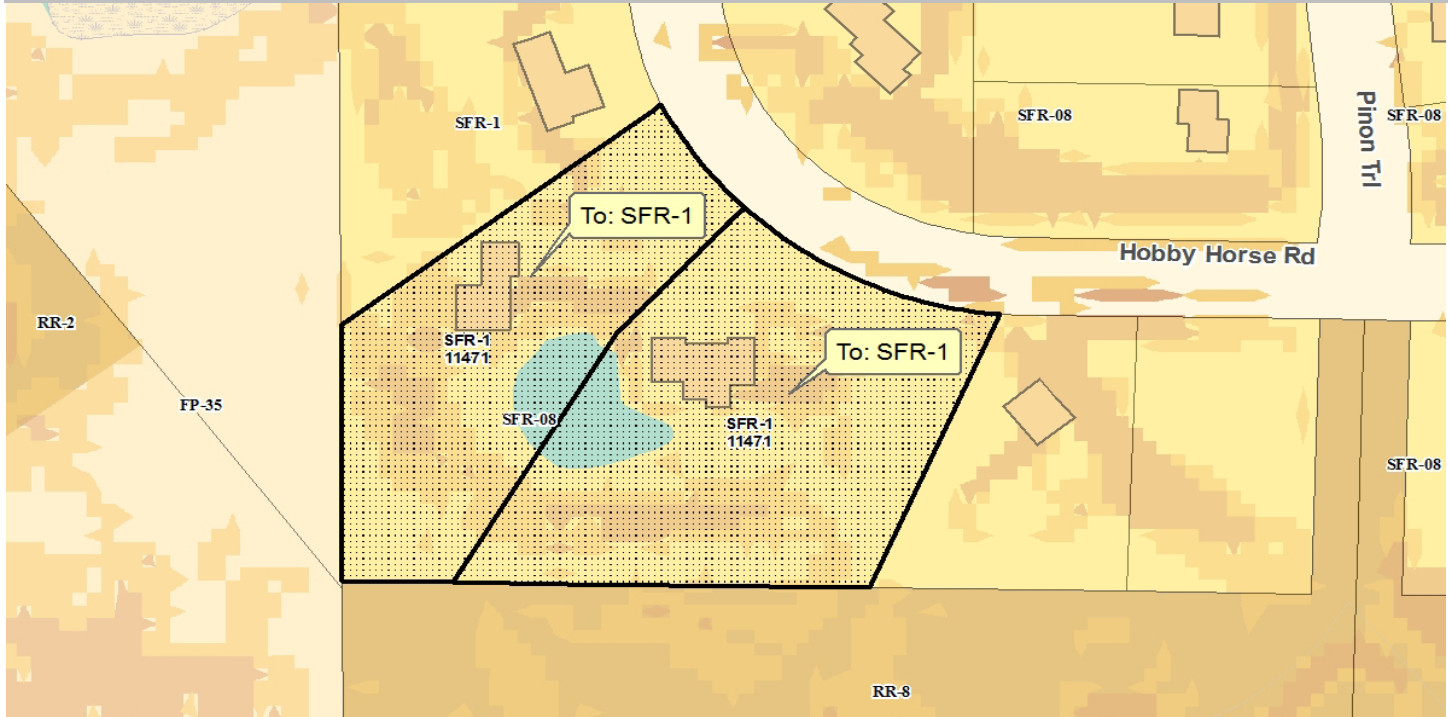 SFR-1
SFR-08
Pinon Trl
SFR-08
To: SFR-1
Hobby Horse Rd
RR-2
SFR-1
11471
To: SFR-1
FP-35
SFR-08
SFR-1
11471
SFR-08
RR-8